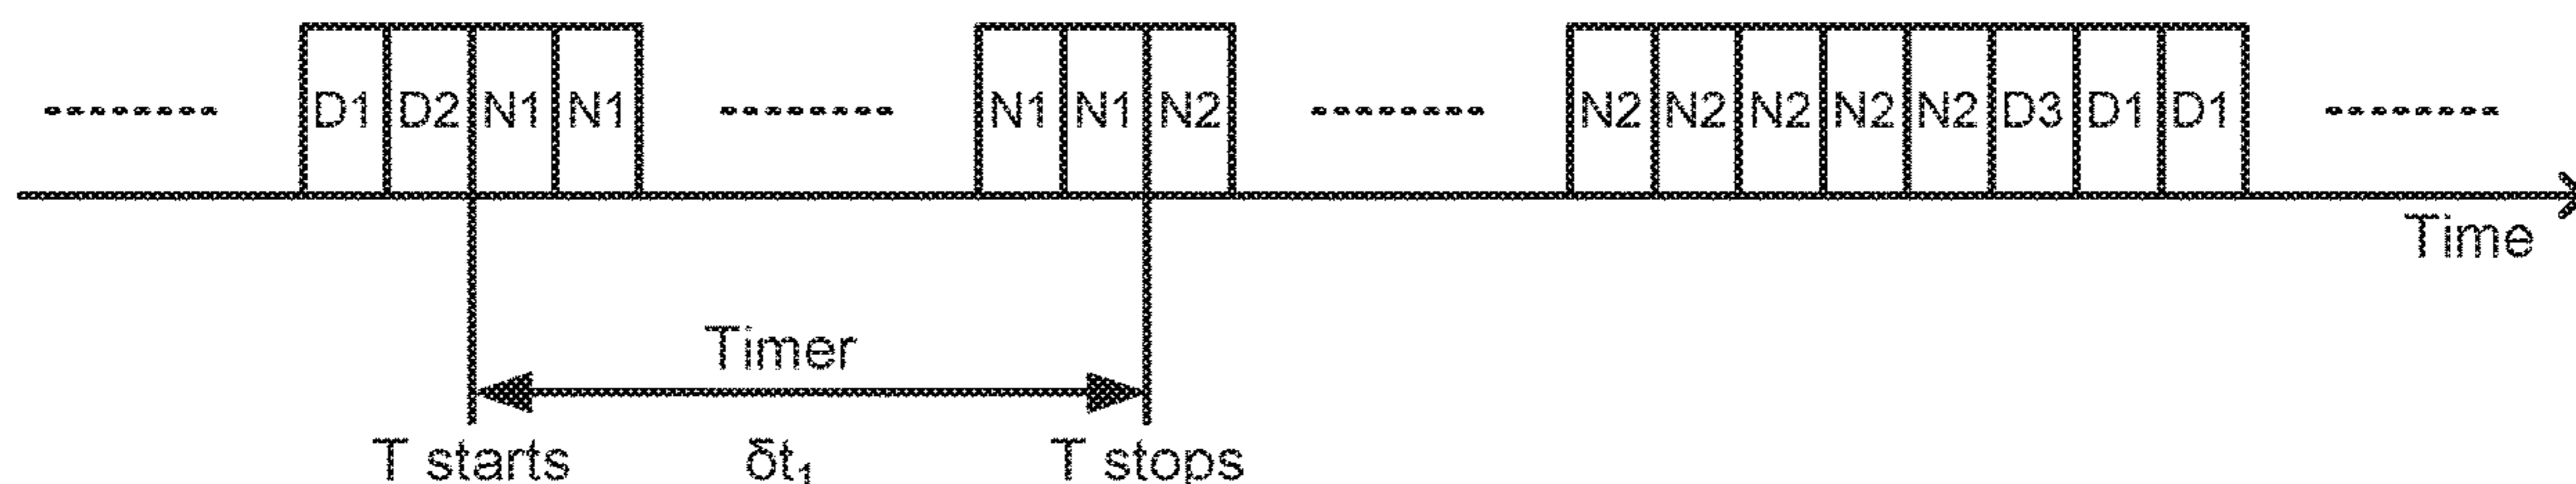 D1 D2 N1 N1 N1 N1 N2 N2 N2 N2 N2 N2 D3 D1 D1
Time
Timer
T starts δt₁ T stops